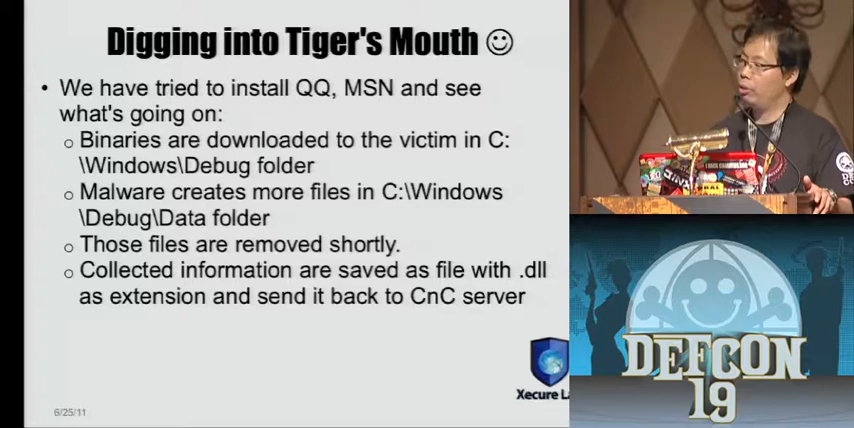 Digging into Tiger's Mouth ☺
• We have tried to install QQ, MSN and see
what's going on:
o Binaries are downloaded to the victim in C:
\Windows\Debug folder
o Malware creates more files in C:\Windows
\Debug\Data folder
o Those files are removed shortly.
o Collected information are saved as file with .dll
as extension and send it back to CnC server
Xecure
6/25/11
DEFCON
19